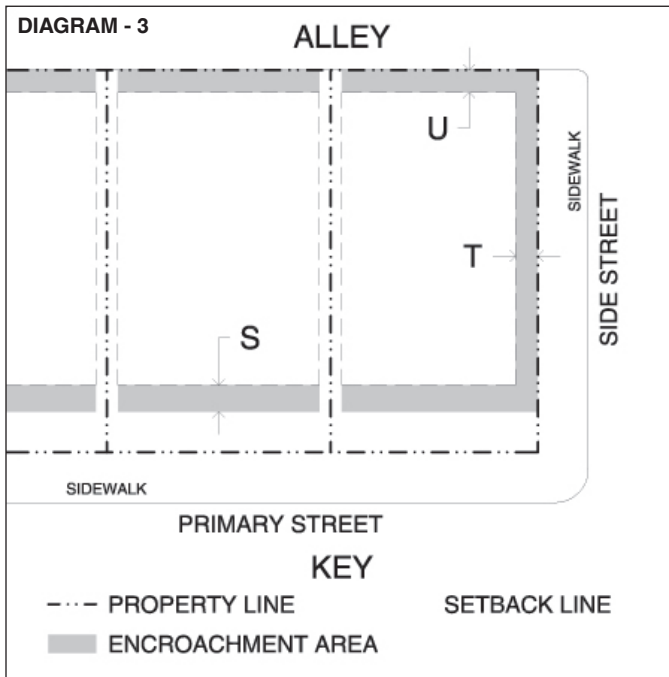 DIAGRAM - 3
ALLEY
U
SIDEWALK
T
SIDE STREET
S
SIDEWALK
PRIMARY STREET
KEY
PROPERTY LINE
SETBACK LINE
ENCROACHMENT AREA